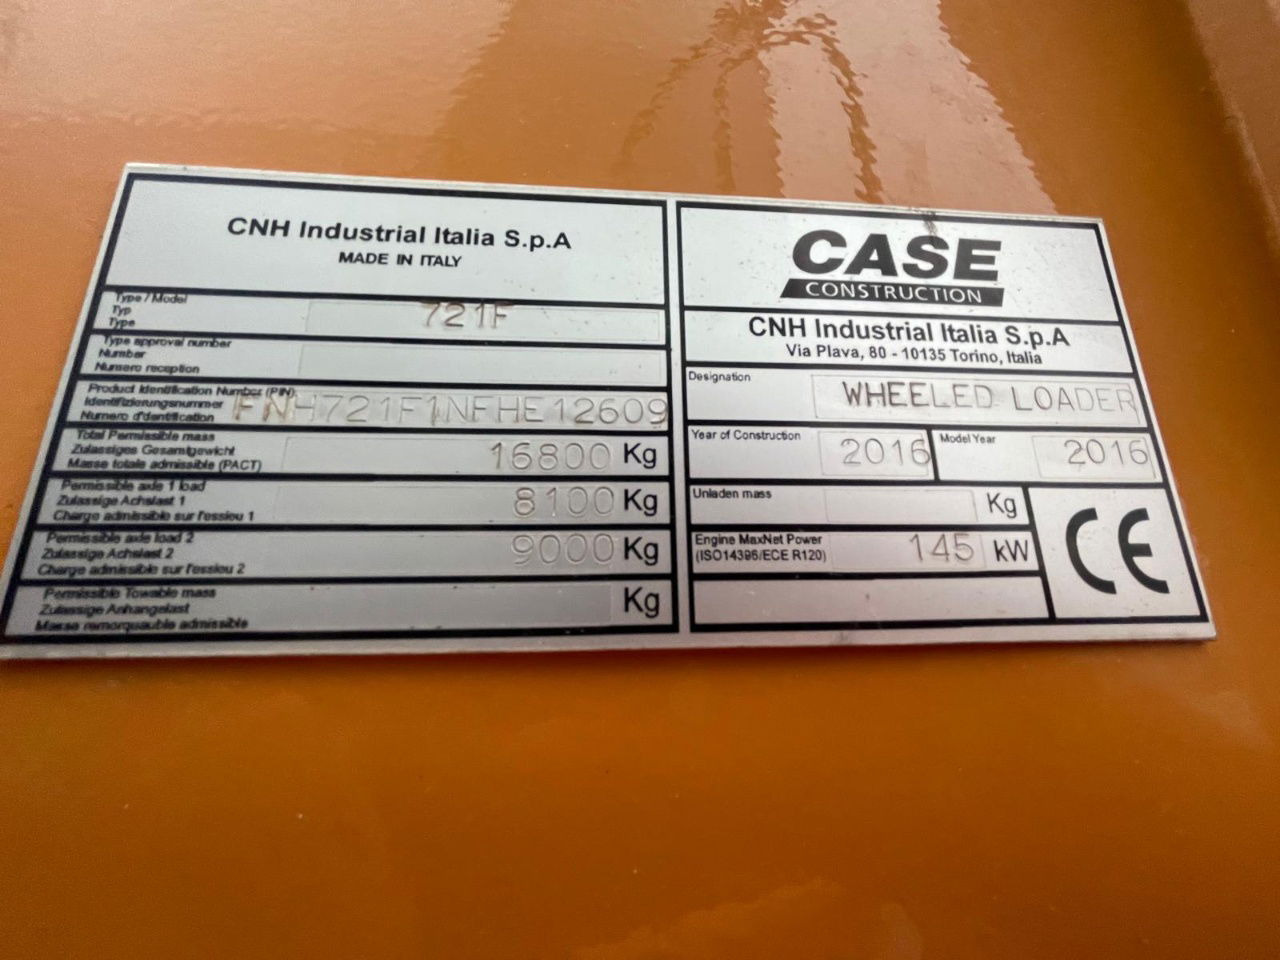 CNH Industrial Italia S.p.A
MADE IN ITALY
Type / Model
Typ
Type
721F
Type approval number
Number
Numero reception
Product Identification Number (PIN)
Identifizierungsnummer
Numero d'dentification
FNH721F1NFHE12609
Total Permissible mass
Zulassiges Gesamtgewicht
Masse totale admissible (PACT)
16800 Kg
Permissible axle 1 load
Zulassige Achslast 1
Charge admissible sur l'essieu 1
8100 Kg
Permissible axle load 2
Zulassige Achslast 2
Charge admissible sur l'essieu 2
9000 Kg
Permissible Towable mass
Zulassige Anhangelast
Masse remorquauble admissible
Kg
CASE
CONSTRUCTION
CNH Industrial Italia S.p.A
Via Plava, 80 - 10135 Torino, Italia
Designation
WHEELED LOADER
Year of Construction
2016
Model Year
2016
Unladen mass
Kg
Engine MaxNet Power
(ISO14396/ECE R120)
145 kW
CE